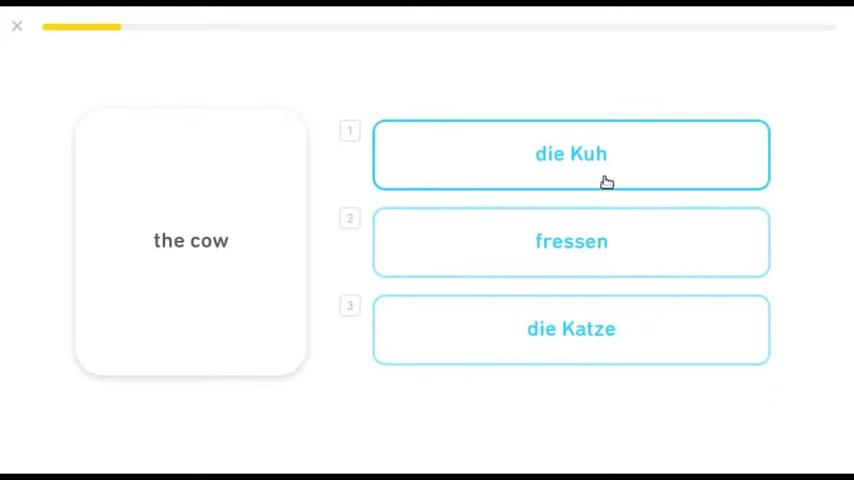 the cow
1
die Kuh
2
fressen
3
die Katze